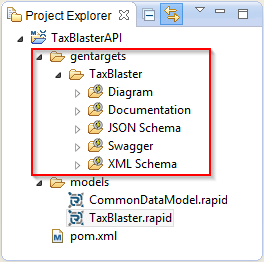 Project Explorer
TaxBlasterAPI
gentargets
TaxBlaster
Diagram
Documentation
JSON Schema
Swagger
XML Schema
models
CommonDataModel.rapid
TaxBlaster.rapid
pom.xml